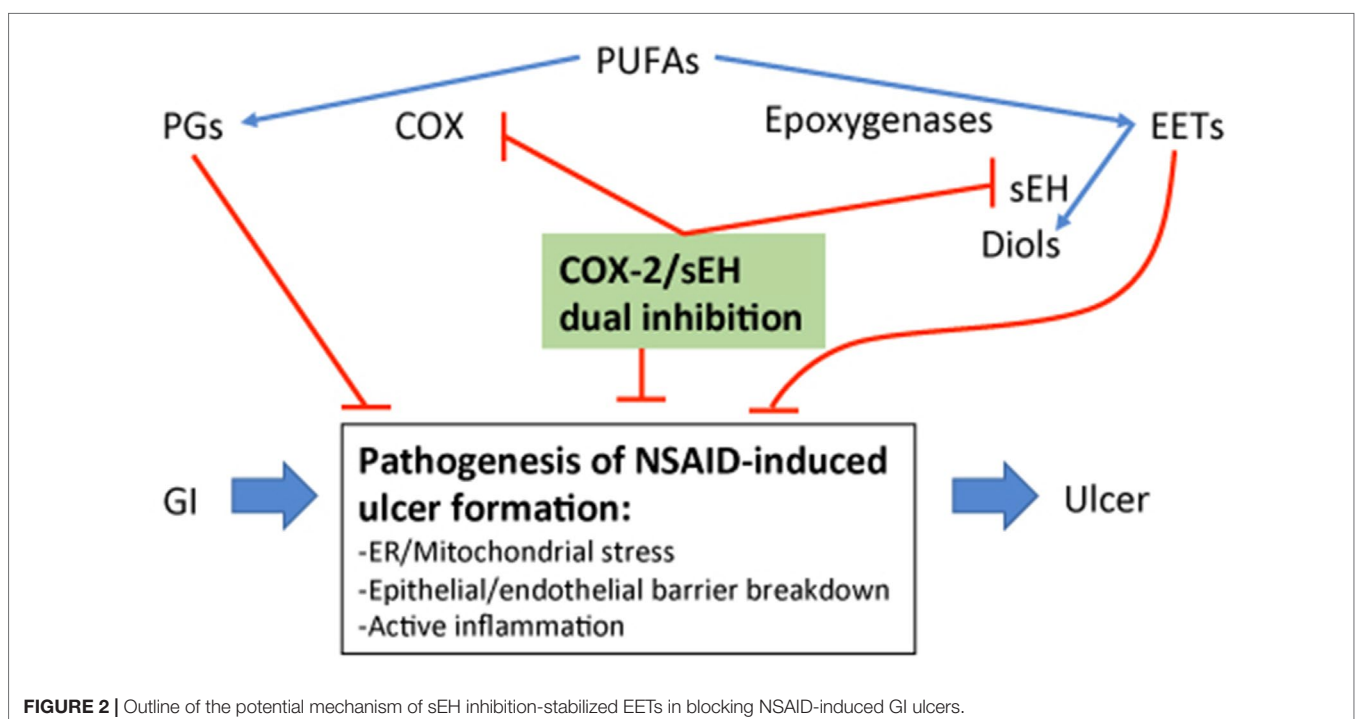 PUFAs
PGs
COX
Epoxygenases
EETs
sEH
Diols
COX-2/sEH
dual inhibition
Pathogenesis of NSAID-induced
ulcer formation:
-ER/Mitochondrial stress
-Epithelial/endothelial barrier breakdown
-Active inflammation
GI
Ulcer
FIGURE 2 | Outline of the potential mechanism of sEH inhibition-stabilized EETs in blocking NSAID-induced GI ulcers.